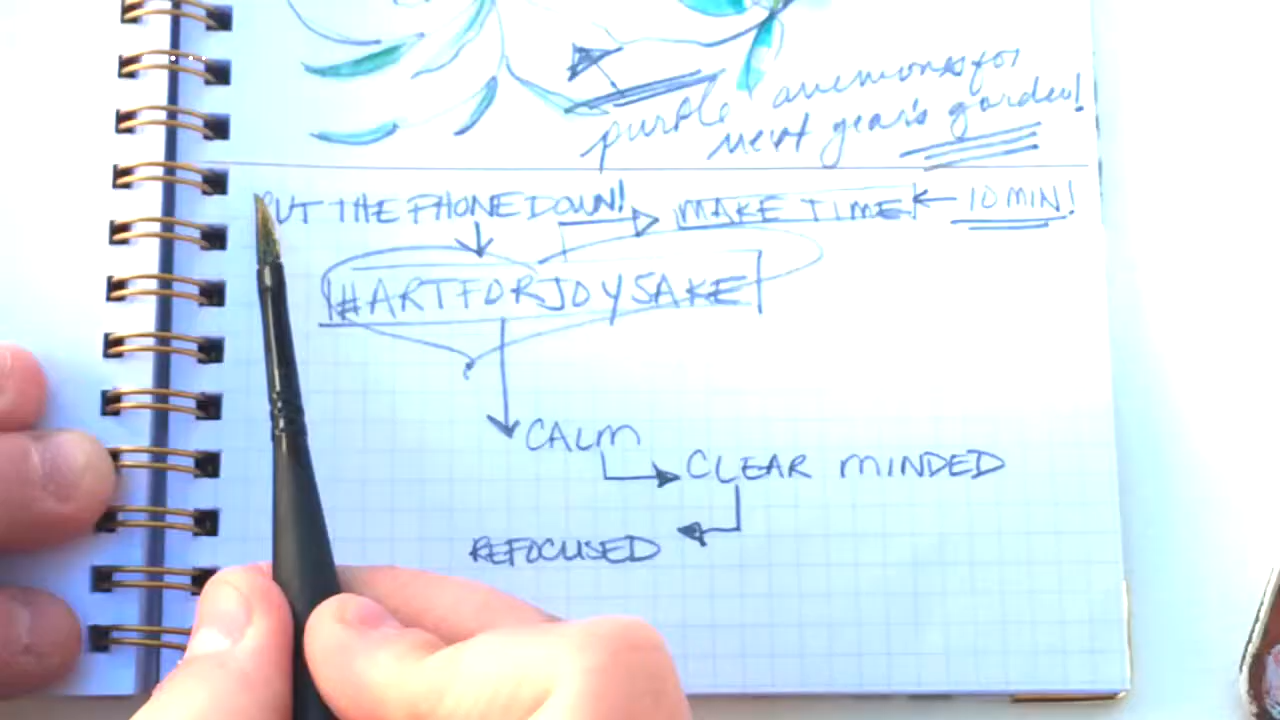 purple anemones for
next year's garden!
PUT THE PHONE DOWN! MAKE TIME 10 MIN!
#ARTFORJOYSAKE
CALM
CLEAR MINDED
REFOCUSED